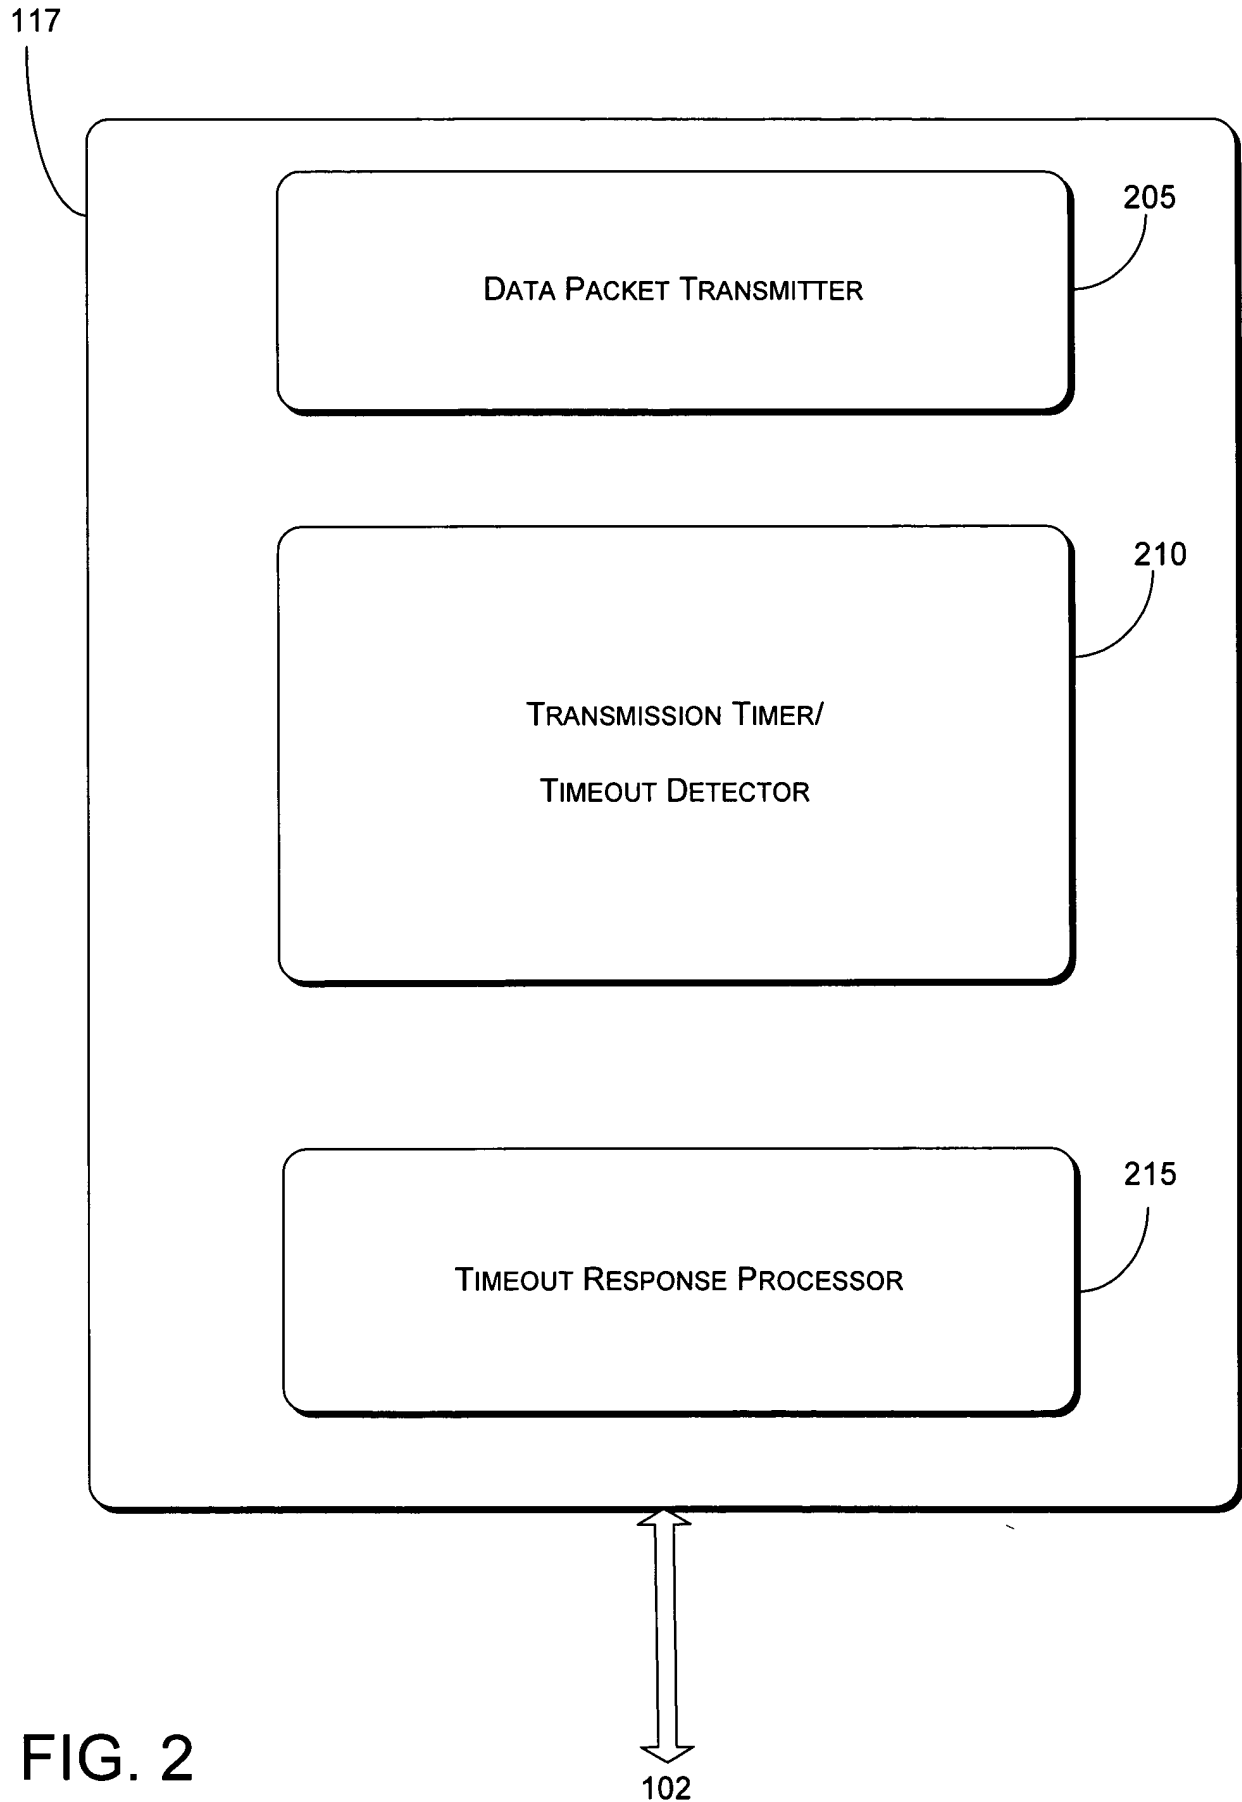 117
205
DATA PACKET TRANSMITTER
210
TRANSMISSION TIMER/
TIMEOUT DETECTOR
215
TIMEOUT RESPONSE PROCESSOR
FIG. 2
102